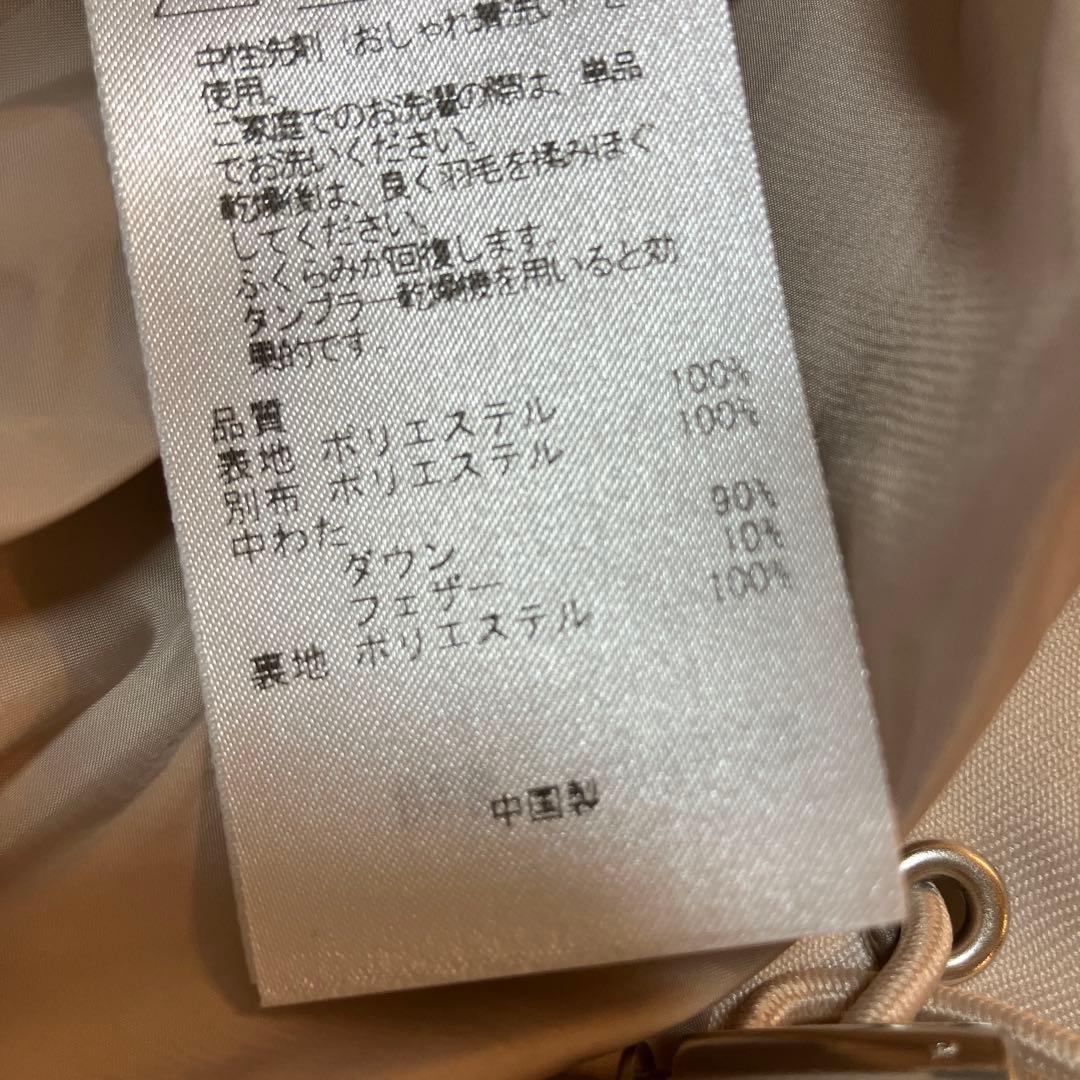 中性洗剤（おしゃれ着洗い）を
使用。
ご家庭でのお洗濯の際は、単品
でお洗いください。
乾燥後は、良く羽毛を揉みほぐ
してください。
ふくらみが回復します。
タンブラー乾燥機を用いると効
果的です。
品質
表地 ポリエステル 100%
別布 ポリエステル 100%
中わた
ダウン 90%
フェザー 10%
裏地 ポリエステル 100%
中国製